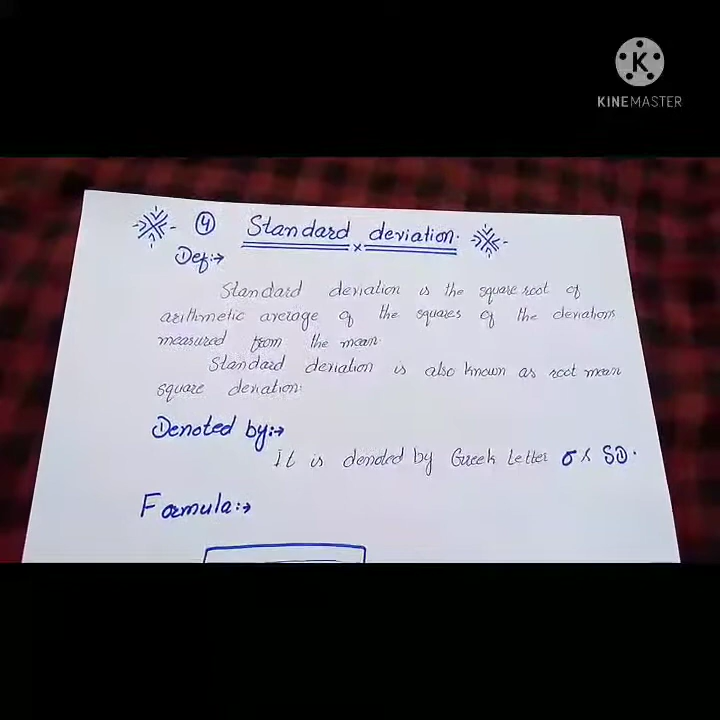 KINEMASTER
④ Standard deviation.
Def:→
Standard deviation is the square root of
arithmetic average of the squares of the deviations
measured from the mean.
Standard deviation is also known as root mean
square deviation.
Denoted by:→
It is denoted by Greek Letter σ & SD.
Formula:→